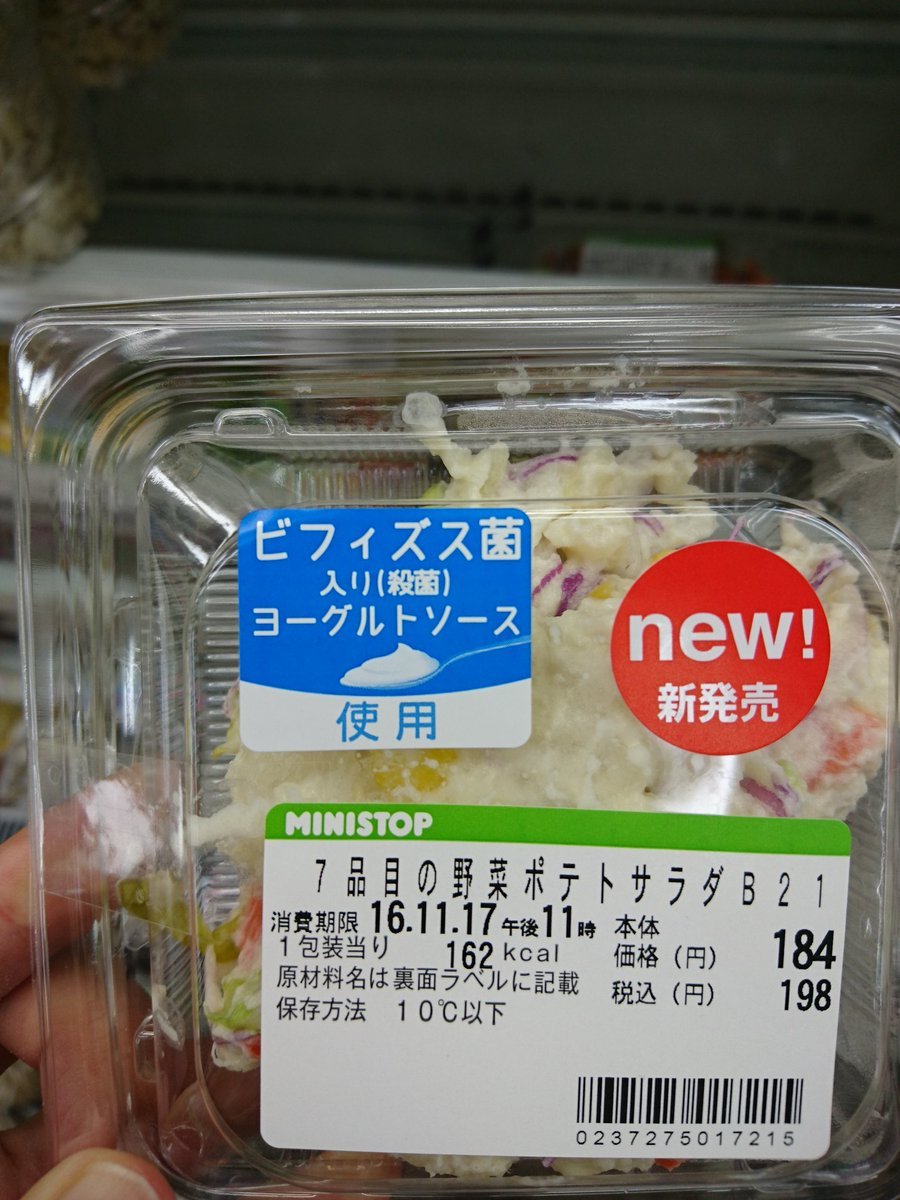 ビフィズス菌
入り(殺菌)
ヨーグルトソース
使用
new!
新発売
MINISTOP
7品目の野菜ポテトサラダB21
消費期限 16.11.17 午後11時
1包装当り 162 kcal
原材料名は裏面ラベルに記載
保存方法 10℃以下
本体
価格(円) 184
税込(円) 198
0237275017215